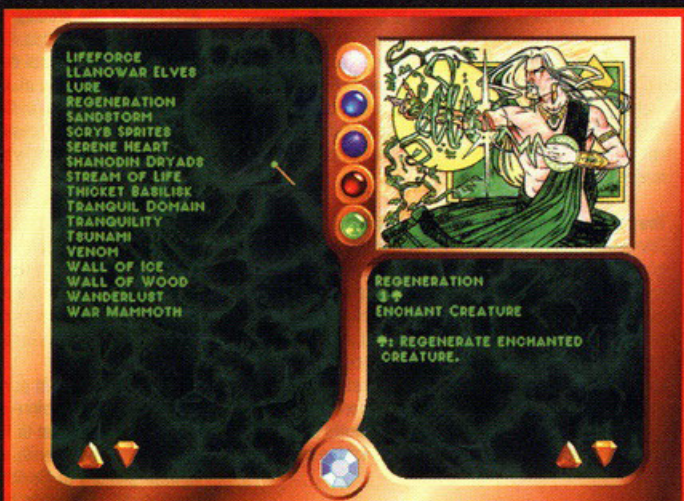 LIFEFORCE
LLANOWAR ELVES
LURE
REGENERATION
SANDSTORM
SCRYB SPRITES
SERENE HEART
SHANODIN DRYADS
STREAM OF LIFE
THICKET BASILISK
TRANQUIL DOMAIN
TRANQUILITY
TSUNAMI
VENOM
WALL OF ICE
WALL OF WOOD
WANDERLUST
WAR MAMMOTH
REGENERATION
1
ENCHANT CREATURE
: REGENERATE ENCHANTED
CREATURE.